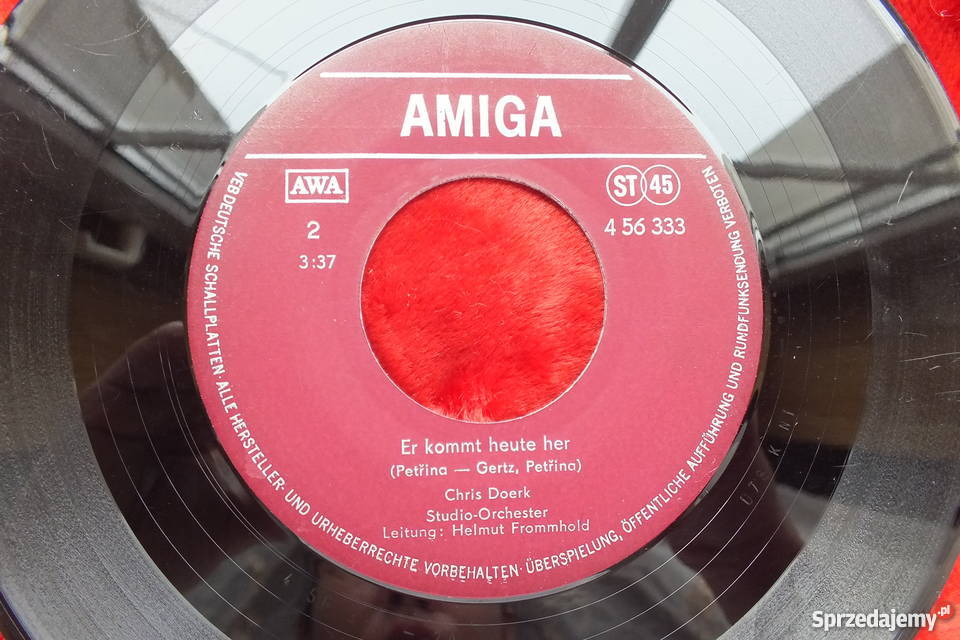 AMIGA
AWA
ST 45
2
4 56 333
3:37
Er kommt heute her
(Petřina — Gertz, Petřina)
Chris Doerk
Studio-Orchester
Leitung: Helmut Frommhold
VEB DEUTSCHE SCHALLPLATTEN · ALLE HERSTELLER- UND URHEBERRECHTE VORBEHALTEN · ÜBERSPIELUNG, ÖFFENTLICHE AUFFÜHRUNG UND RUNDFUNKSENDUNG VERBOTEN
Sprzedajemy.pl